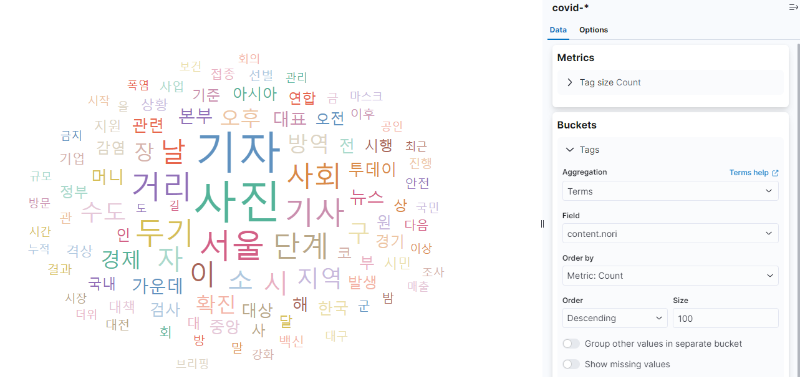 covid-*
Data Options
Metrics
Tag size Count
Buckets
Tags
Aggregation
Terms help
Terms
Field
content.nori
Order by
Metric: Count
Order
Size
Descending
100
Group other values in separate bucket
Show missing values
회의
보건 접종 선별 관리
폭염 사입 기준 아시아 연합 금 마스크
시작 몰 상황 본부 오후 대표 오전 이후
지원 관련 공인
금지 감염 장 날 기자 방역 전 시행 최근
기업 머니 거리 사회 투데이 진행
규모 정부 사진 뉴스 안전
방문 관 수도 도 길 기사 상 국민
시간 인 두기 서울 단계 구 원 다음
누적 격상 경제 자 코 경기 이상
결과 국내 가운데 이 소 시 지역 부 시민 조사
시장 대책 검사 확진 대상 해 발생 매출
더위 한국 군 밤
대전 회 대 중앙 사 달
방 말 백신 대구
브리핑 강화